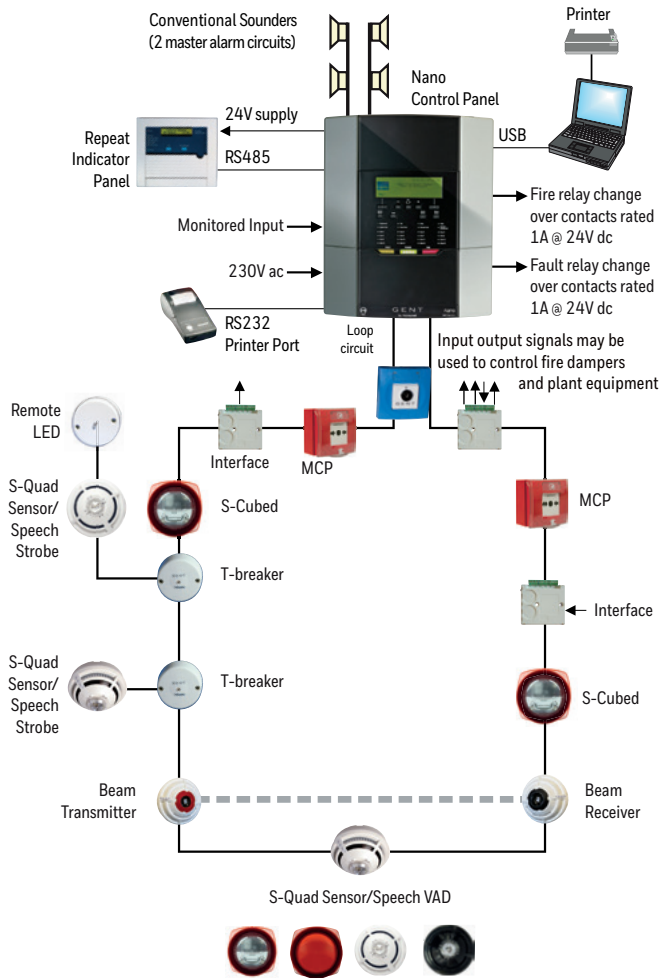 Conventional Sounders
(2 master alarm circuits)
Printer
Nano
Control Panel
24V supply
USB
Repeat
Indicator
Panel
RS485
Fire relay change
over contacts rated
1A @ 24V dc
Monitored Input
230V ac
Fault relay change
over contacts rated
1A @ 24V dc
GENT
RS232
Printer Port
Loop
circuit
Input output signals may be
used to control fire dampers
and plant equipment
Remote
LED
Interface
MCP
MCP
S-Quad
Sensor/
Speech
Strobe
S-Cubed
T-breaker
Interface
S-Quad
Sensor/
Speech
Strobe
T-breaker
S-Cubed
Beam
Transmitter
Beam
Receiver
S-Quad Sensor/Speech VAD